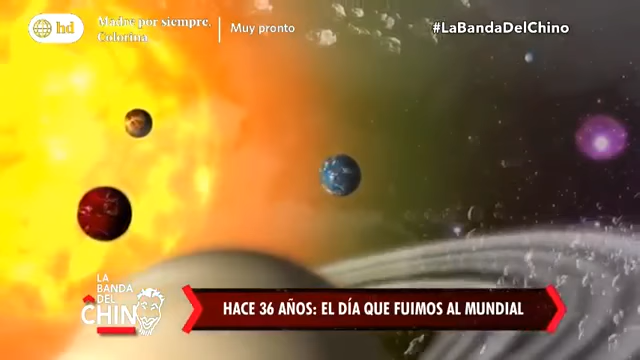 hd
Madre por siempre,
Colorina
Muy pronto
#LaBandaDelChino
LA
BANDA
DEL
CHINO
HACE 36 AÑOS: EL DÍA QUE FUIMOS AL MUNDIAL